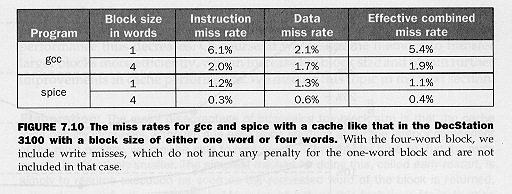 Program Block size in words Instruction miss rate Data miss rate Effective combined miss rate
gcc 1 6.1% 2.1% 5.4%
4 2.0% 1.7% 1.9%
spice 1 1.2% 1.3% 1.1%
4 0.3% 0.6% 0.4%
FIGURE 7.10 The miss rates for gcc and spice with a cache like that in the DecStation
3100 with a block size of either one word or four words. With the four-word block, we
include write misses, which do not incur any penalty for the one-word block and are not
included in that case.